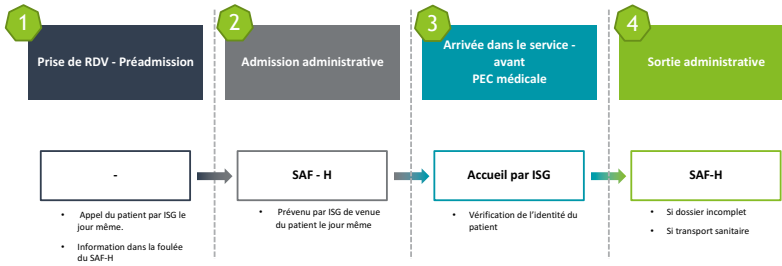 1
Prise de RDV - Préadmission
2
Admission administrative
3
Arrivée dans le service -
avant
PEC médicale
4
Sortie administrative
-
• Appel du patient par ISG le
jour même.
• Information dans la foulée
du SAF-H
SAF - H
• Prévenu par ISG de venue
du patient le jour même
Accueil par ISG
• Vérification de l'identité du
patient
SAF-H
• Si dossier incomplet
• Si transport sanitaire